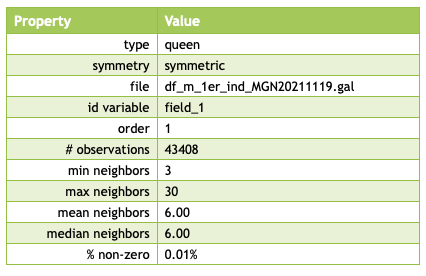 Property Value
type queen
symmetry symmetric
file df_m_1er_ind_MGN20211119.gal
id variable field_1
order 1
# observations 43408
min neighbors 3
max neighbors 30
mean neighbors 6.00
median neighbors 6.00
% non-zero 0.01%